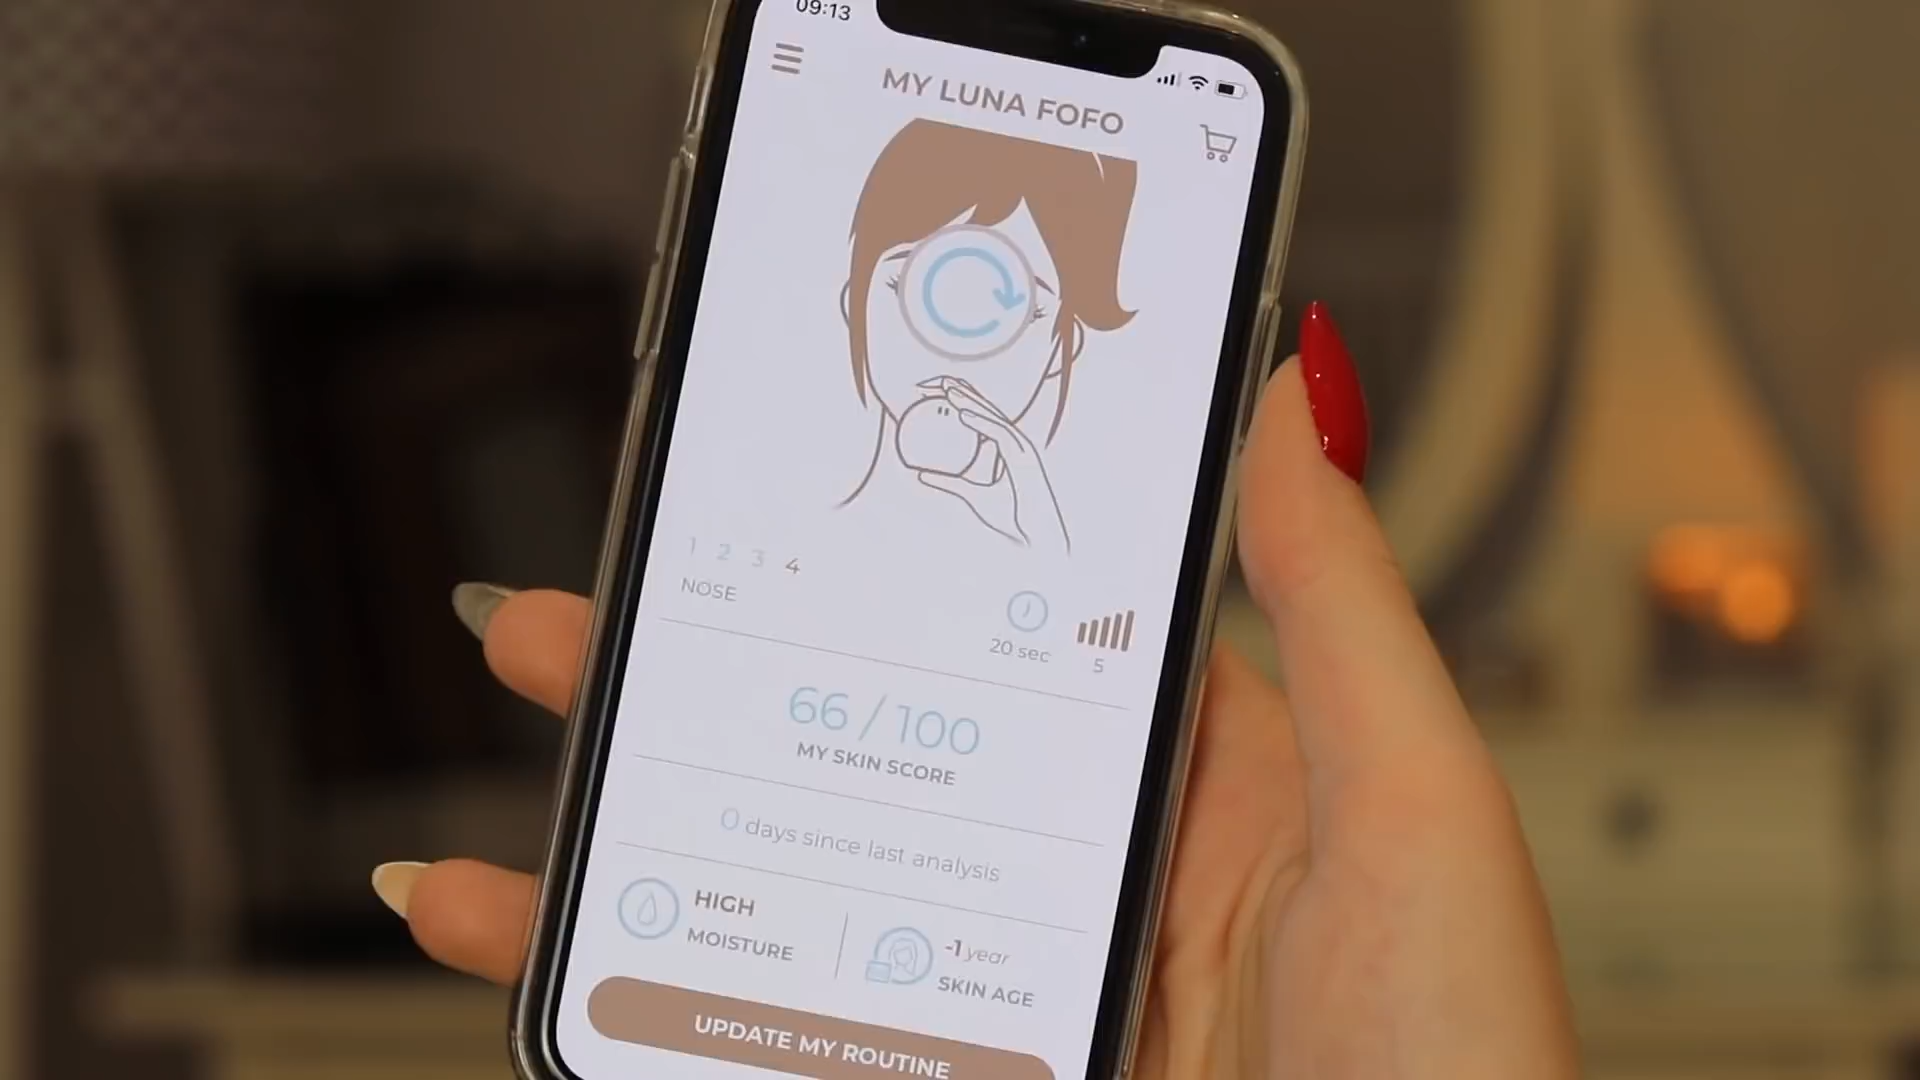 09:13
MY LUNA FOFO
1 2 3 4
NOSE
20 sec
5
66 / 100
MY SKIN SCORE
0 days since last analysis
HIGH
MOISTURE
-1 year
SKIN AGE
UPDATE MY ROUTINE